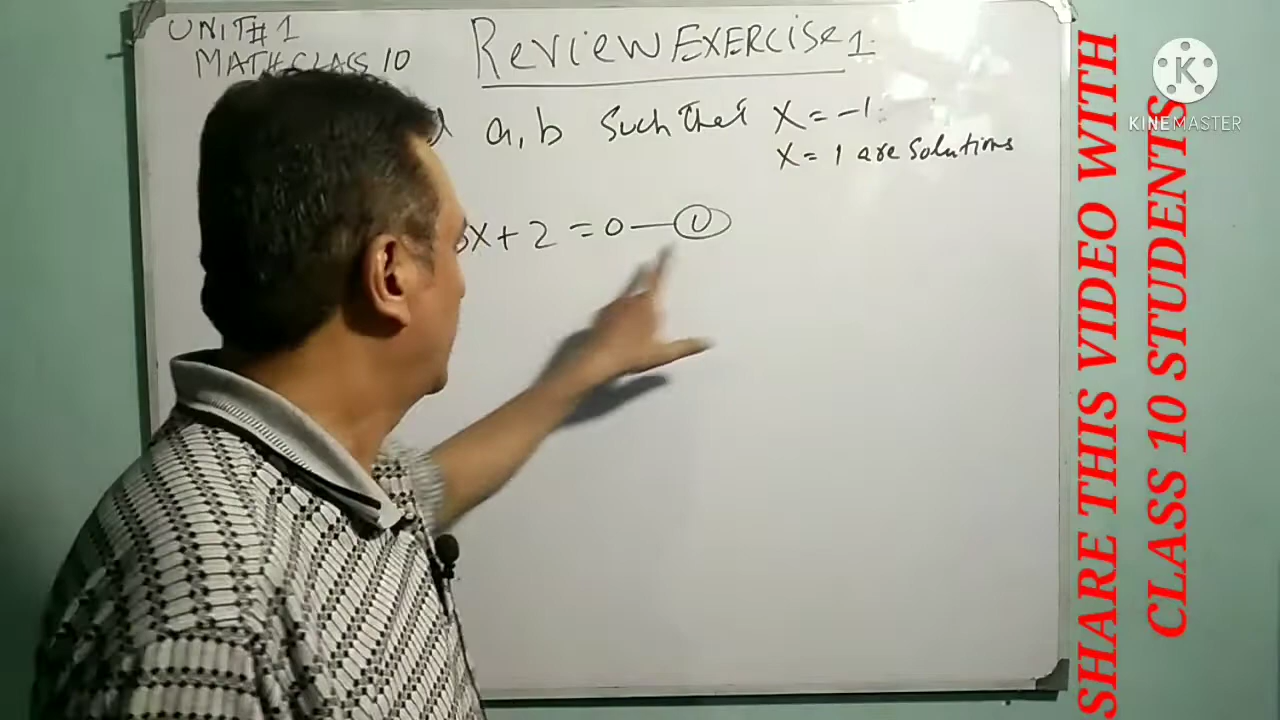 UNIT#1
MATH CLASS 10
Review EXERCISE 1
a, b Such that x = -1
x = 1 are solutions
x + 2 = 0 — ①
SHARE THIS VIDEO WITH
CLASS 10 STUDENTS
K
KINEMASTER